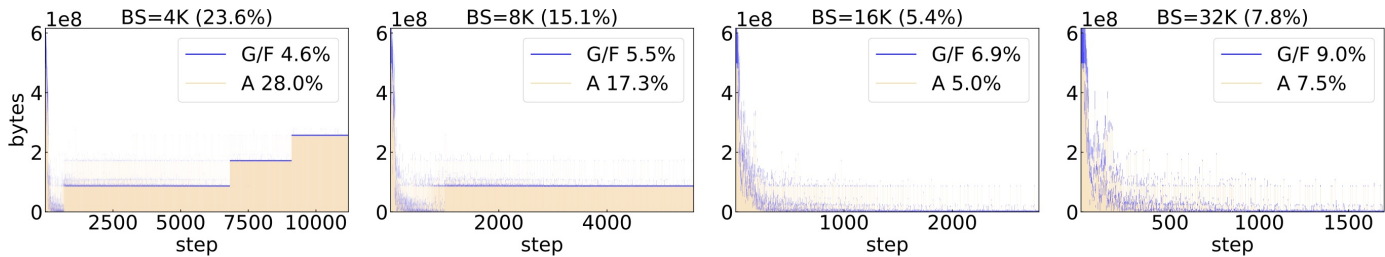 BS=4K (23.6%)
1e8
bytes
6
4
2
0
G/F 4.6%
A 28.0%
2500
5000
7500
10000
step
BS=8K (15.1%)
1e8
6
4
2
0
G/F 5.5%
A 17.3%
2000
4000
step
BS=16K (5.4%)
1e8
6
4
2
0
G/F 6.9%
A 5.0%
1000
2000
step
BS=32K (7.8%)
1e8
6
4
2
0
G/F 9.0%
A 7.5%
500
1000
1500
step